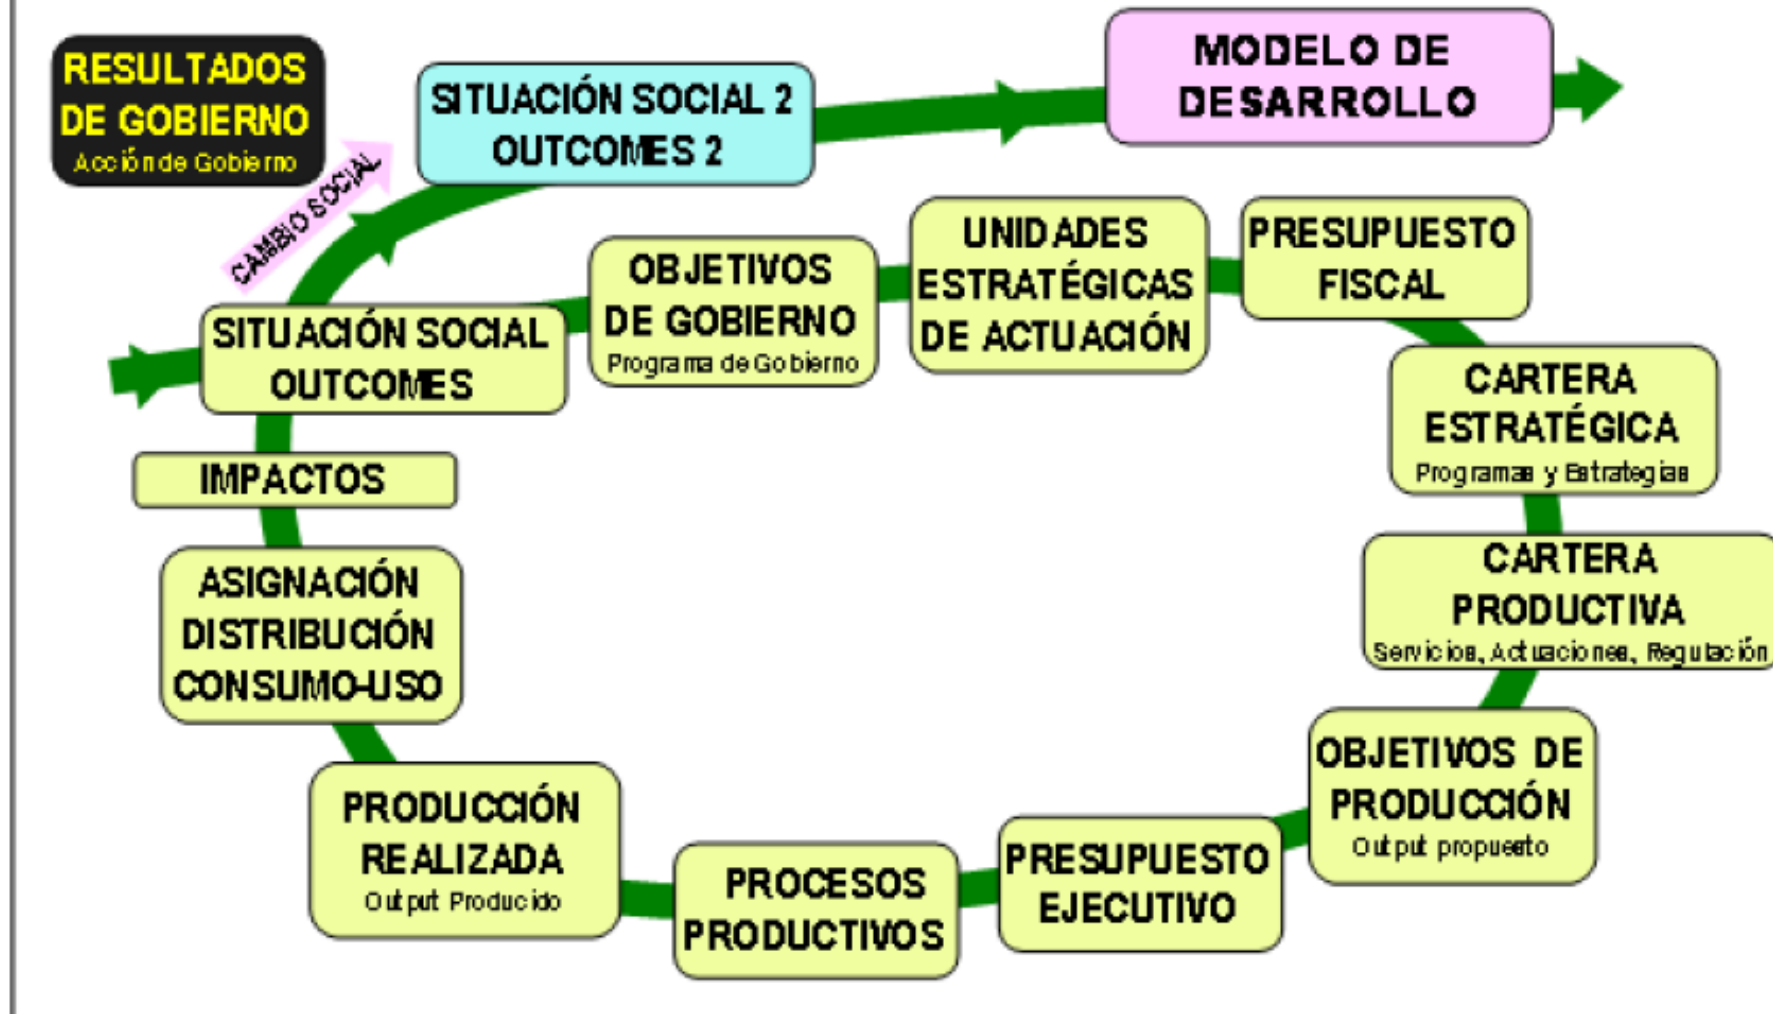 RESULTADOS
DE GOBIERNO
Acción de Gobierno
CAMBIO SOCIAL
SITUACIÓN SOCIAL 2
OUTCOMES 2
MODELO DE
DESARROLLO
SITUACIÓN SOCIAL
OUTCOMES
OBJETIVOS
DE GOBIERNO
Programa de Gobierno
UNIDADES
ESTRATÉGICAS
DE ACTUACIÓN
PRESUPUESTO
FISCAL
CARTERA
ESTRATÉGICA
Programas y Estrategias
CARTERA
PRODUCTIVA
Servicios, Actuaciones, Regulación
OBJETIVOS DE
PRODUCCIÓN
Output propuesto
PRESUPUESTO
EJECUTIVO
PROCESOS
PRODUCTIVOS
PRODUCCIÓN
REALIZADA
Output Producido
ASIGNACIÓN
DISTRIBUCIÓN
CONSUMO-USO
IMPACTOS